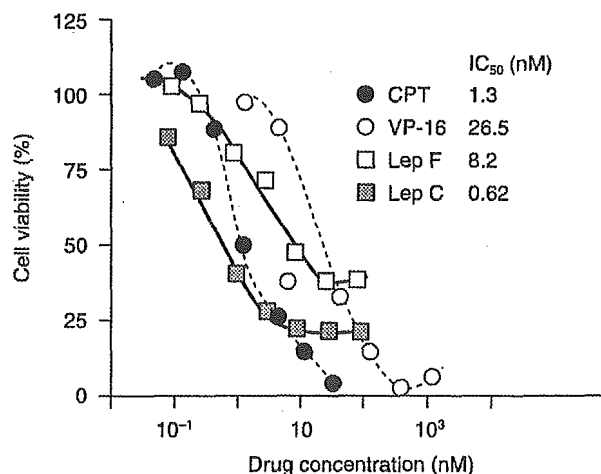 125
100
75
50
25
0
Cell viability (%)
IC₅₀ (nM)
CPT 1.3
VP-16 26.5
Lep F 8.2
Lep C 0.62
10⁻¹ 10 10³
Drug concentration (nM)